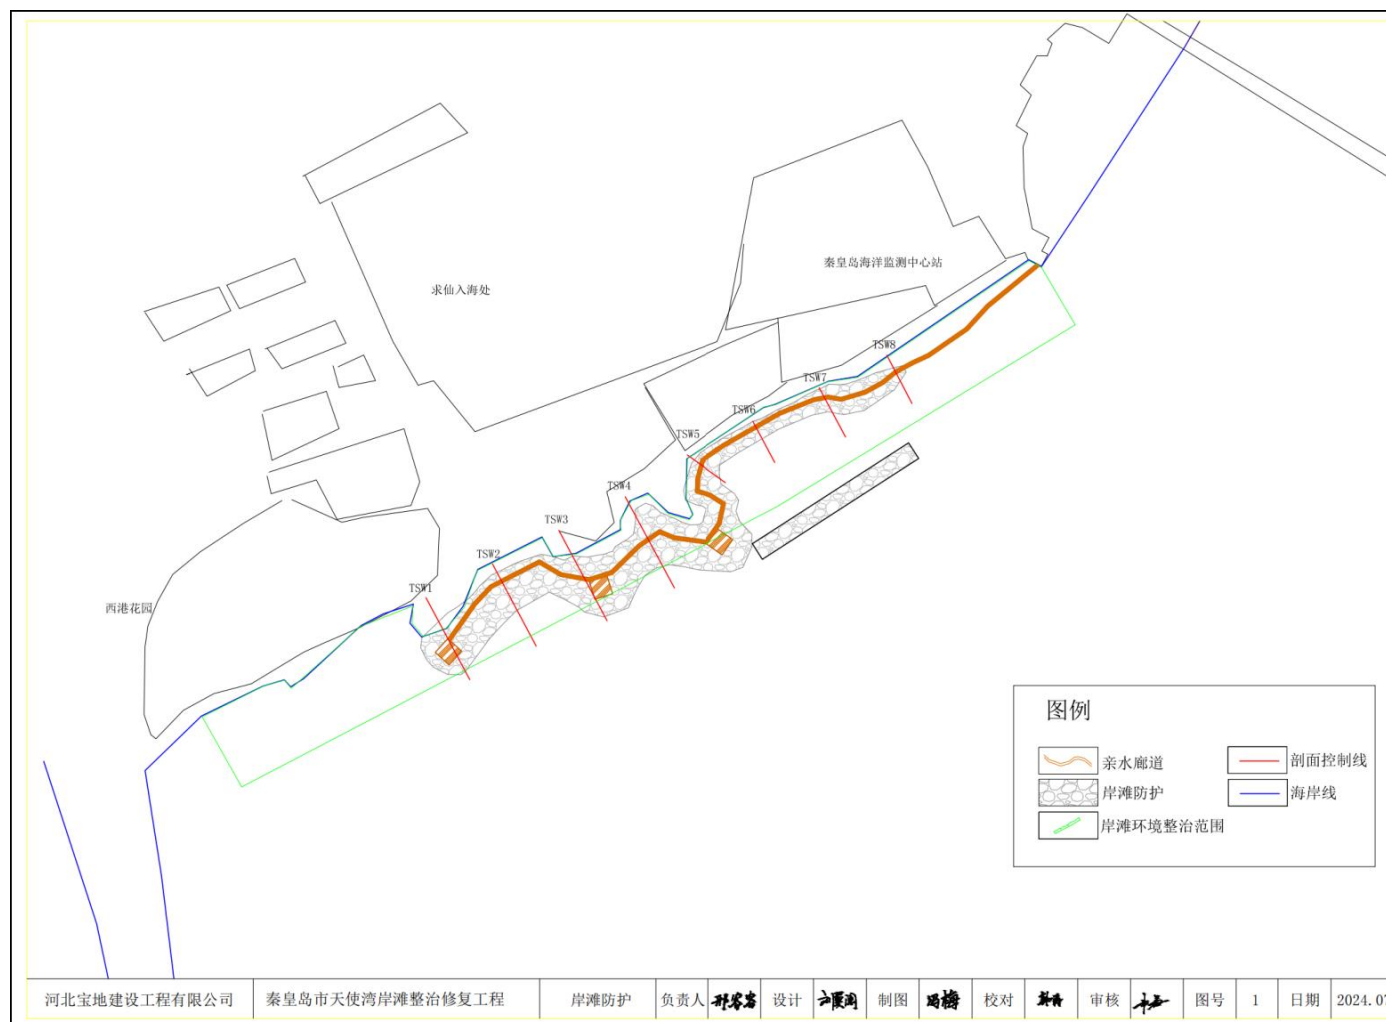 秦皇岛海洋监测中心站
求仙入海处
TSW8
TSW7
TSW6
TSW5
TSW4
TSW3
TSW2
TSW1
西港花园
图例
亲水廊道
剖面控制线
岸滩防护
海岸线
岸滩环境整治范围
河北宝地建设工程有限公司 秦皇岛市天使湾岸滩整治修复工程 岸滩防护 负责人 设计 制图 校对 审核 图号 1 日期 2024.07